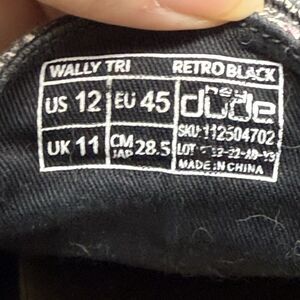 WALLY TRI RETRO BLACK
US 12 EU 45 hey dude
SKU: 112504702
UK 11 CM JAP 28.5 LOT
MADE IN CHINA